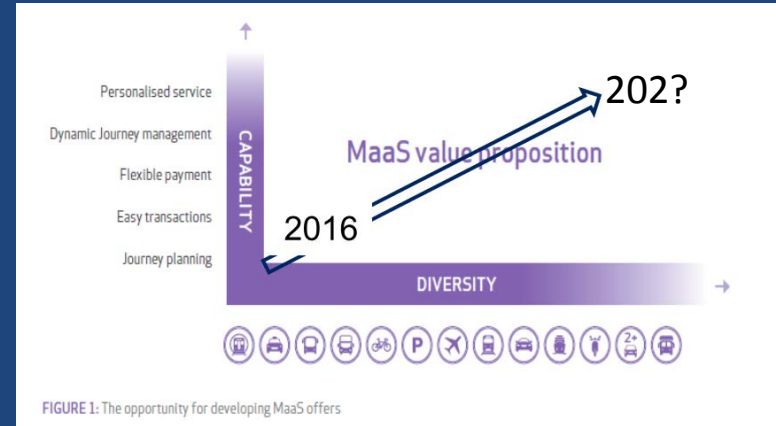 202?
Personalised service
Dynamic Journey management
Flexible payment
Easy transactions
Journey planning
CAPABILITY
MaaS value proposition
2016
DIVERSITY
P
2+
FIGURE 1: The opportunity for developing MaaS offers